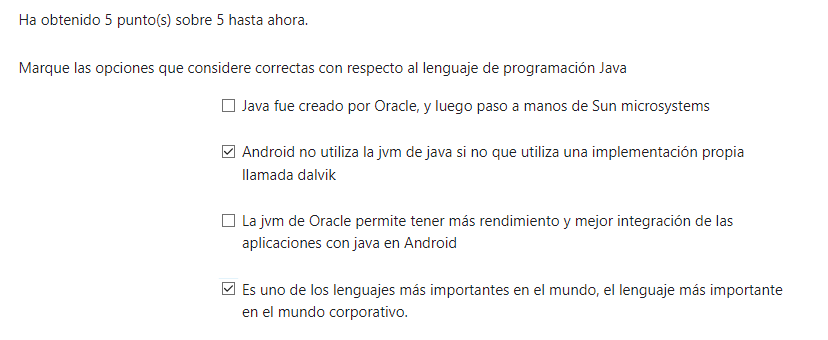 Ha obtenido 5 punto(s) sobre 5 hasta ahora.
Marque las opciones que considere correctas con respecto al lenguaje de programación Java
Java fue creado por Oracle, y luego paso a manos de Sun microsystems
Android no utiliza la jvm de java si no que utiliza una implementación propia
llamada dalvik
La jvm de Oracle permite tener más rendimiento y mejor integración de las
aplicaciones con java en Android
Es uno de los lenguajes más importantes en el mundo, el lenguaje más importante
en el mundo corporativo.